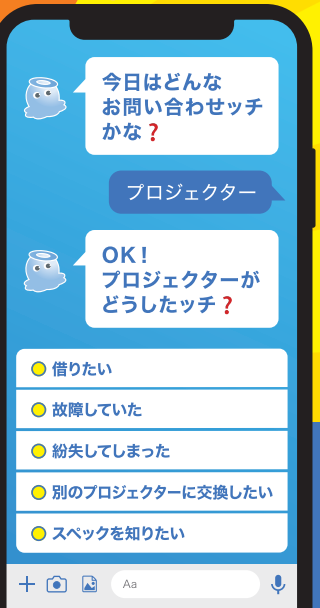 今日はどんな
お問い合わせッチ
かな❓
プロジェクター
OK！
プロジェクターが
どうしたッチ❓
借りたい
故障していた
紛失してしまった
別のプロジェクターに交換したい
スペックを知りたい
Aa